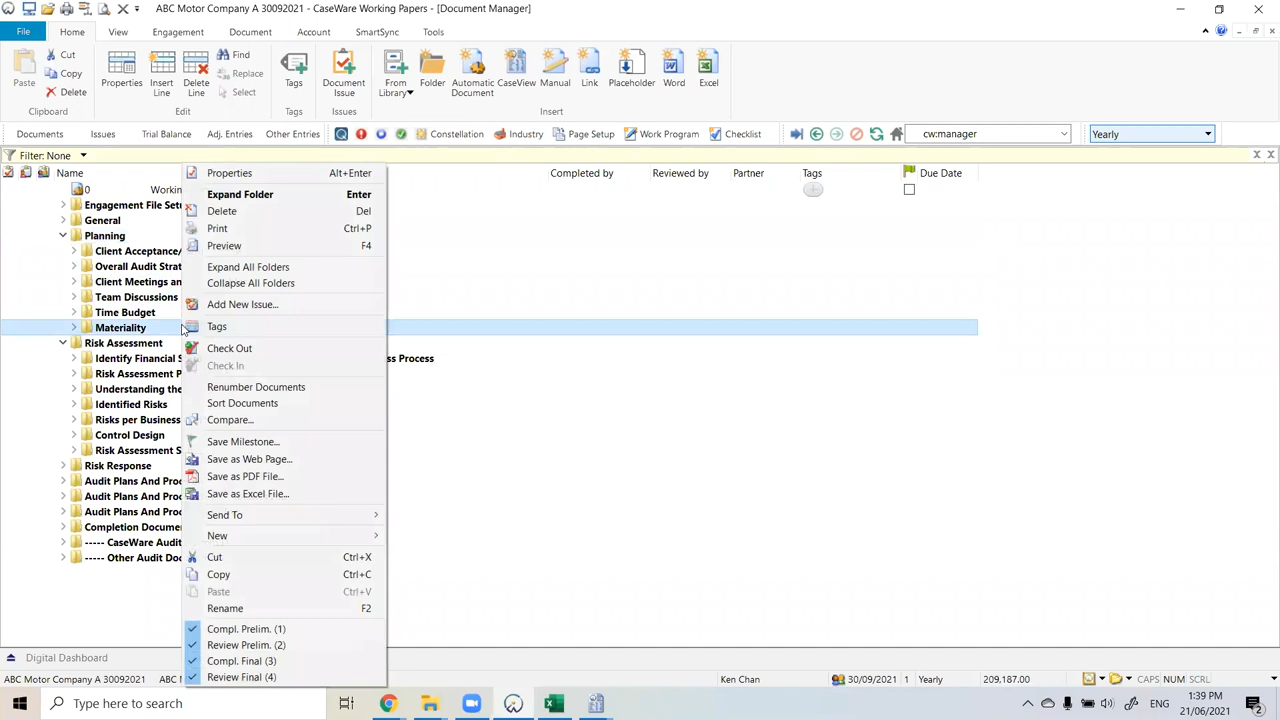 ABC Motor Company A 30092021 - CaseWare Working Papers - [Document Manager]
File Home View Engagement Document Account SmartSync Tools
Paste Cut Copy Delete Properties Insert Line Delete Line Find Replace Select Tags Document Issue From Library Folder Automatic Document CaseView Manual Link Placeholder Word Excel
Clipboard Edit Tags Issues Insert
Documents Issues Trial Balance Adj. Entries Other Entries Constellation Industry Page Setup Work Program Checklist cw:manager Yearly
Filter: None
Name Completed by Reviewed by Partner Tags Due Date
0 Workin
Engagement File Setu
General
Planning
Client Acceptance/
Overall Audit Strat
Client Meetings an
Team Discussions
Time Budget
Materiality
Risk Assessment
Identify Financial S ss Process
Risk Assessment P
Understanding the
Identified Risks
Risks per Business
Control Design
Risk Assessment S
Risk Response
Audit Plans And Proc
Audit Plans And Proc
Audit Plans And Proc
Completion Docume
----- CaseWare Audit
----- Other Audit Doc
Properties Alt+Enter
Expand Folder Enter
Delete Del
Print Ctrl+P
Preview F4
Expand All Folders
Collapse All Folders
Add New Issue...
Tags
Check Out
Check In
Renumber Documents
Sort Documents
Compare...
Save Milestone...
Save as Web Page...
Save as PDF File...
Save as Excel File...
Send To
New
Cut Ctrl+X
Copy Ctrl+C
Paste Ctrl+V
Rename F2
Compl. Prelim. (1)
Review Prelim. (2)
Compl. Final (3)
Review Final (4)
Digital Dashboard
ABC Motor Company A 30092021 ABC M Ken Chan 30/09/2021 1 Yearly 209,187.00 CAPS NUM SCRL
Type here to search
1:39 PM
21/06/2021
2